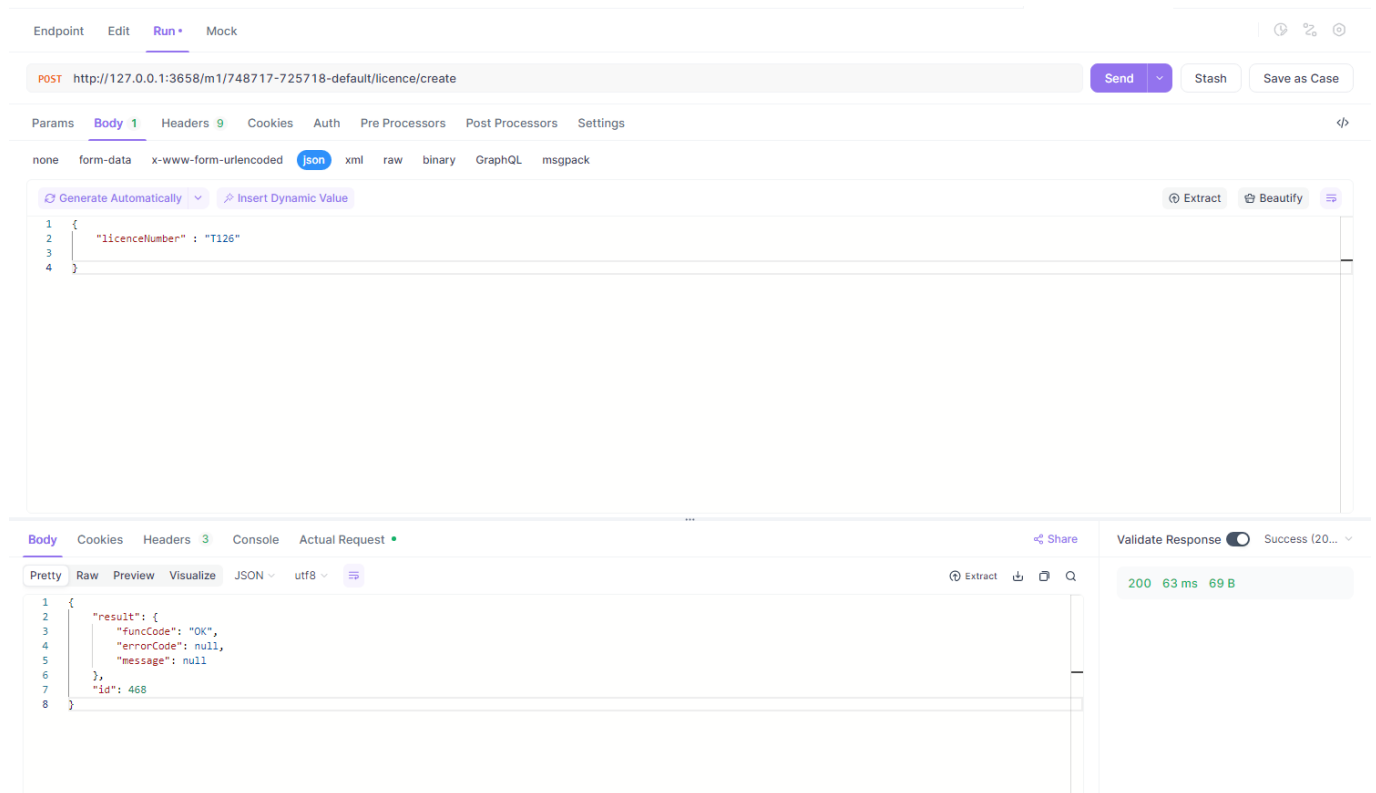 Endpoint Edit Run Mock
POST http://127.0.0.1:3658/m1/748717-725718-default/licence/create Send Stash Save as Case
Params Body 1 Headers 9 Cookies Auth Pre Processors Post Processors Settings </>
none form-data x-www-form-urlencoded json xml raw binary GraphQL msgpack
Generate Automatically Insert Dynamic Value Extract Beautify
1 {
2 "licenceNumber" : "T126"
3
4 }
Body Cookies Headers 3 Console Actual Request Share Validate Response Success (20...
Pretty Raw Preview Visualize JSON utf8 Extract
200 63 ms 69 B
1 {
2 "result": {
3 "funcCode": "OK",
4 "errorCode": null,
5 "message": null
6 },
7 "id": 468
8 }